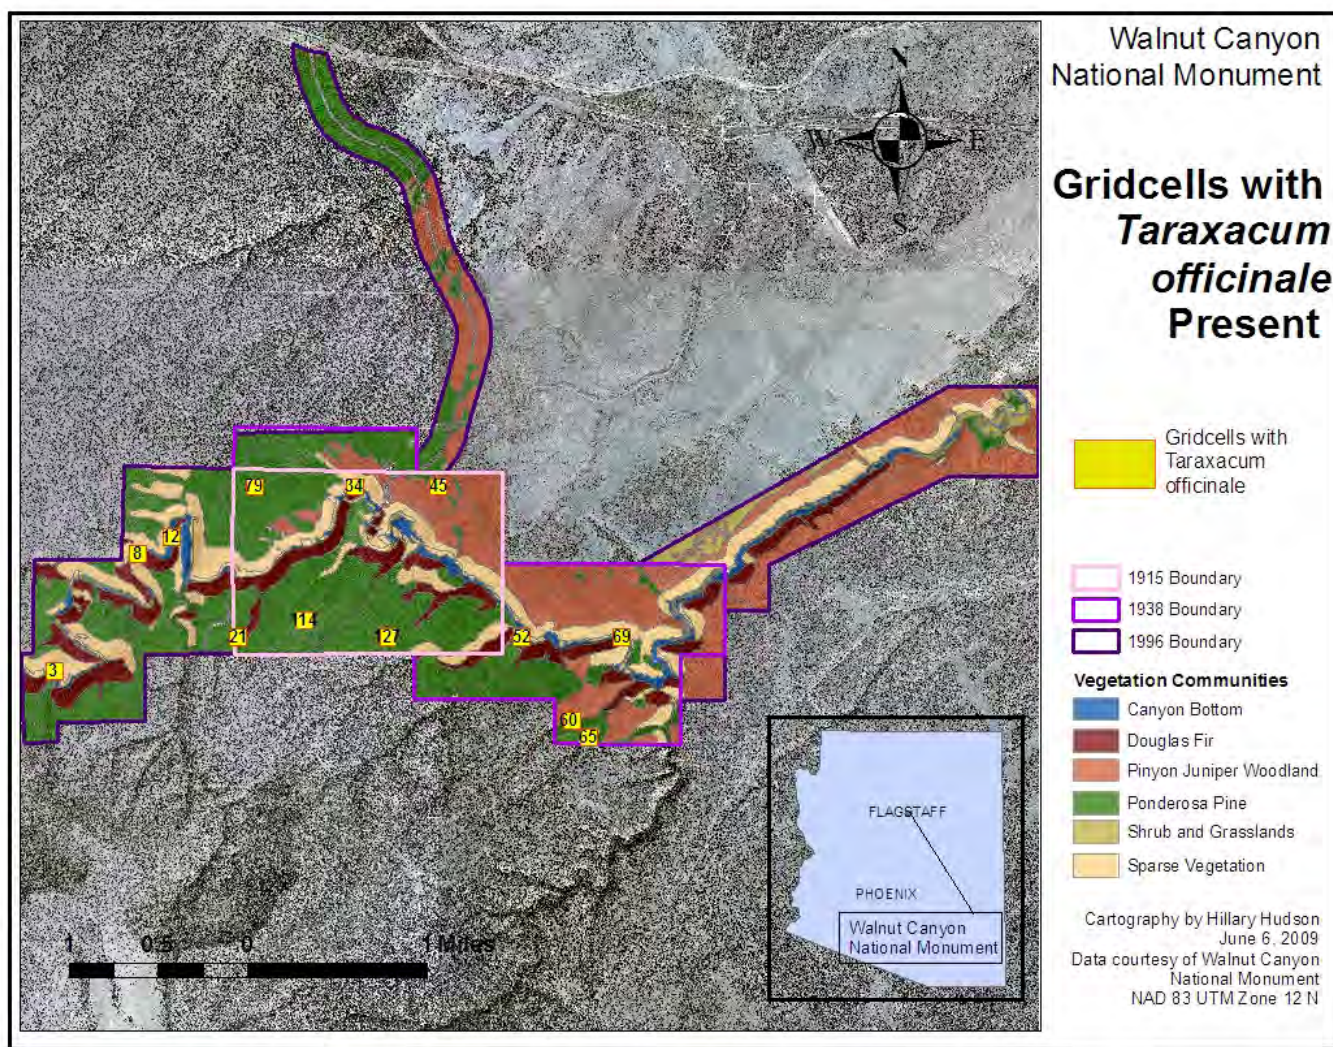 Walnut Canyon
National Monument
Gridcells with
Taraxacum
officinale
Present
N
W
E
S
Gridcells with
Taraxacum
officinale
1915 Boundary
1938 Boundary
1996 Boundary
Vegetation Communities
Canyon Bottom
Douglas Fir
Pinyon Juniper Woodland
Ponderosa Pine
Shrub and Grasslands
Sparse Vegetation
Cartography by Hillary Hudson
June 6, 2009
Data courtesy of Walnut Canyon
National Monument
NAD 83 UTM Zone 12 N
79
34
45
12
8
114
21
127
52
69
3
60
65
FLAGSTAFF
PHOENIX
Walnut Canyon
National Monument
1 0.5 0 1 Miles